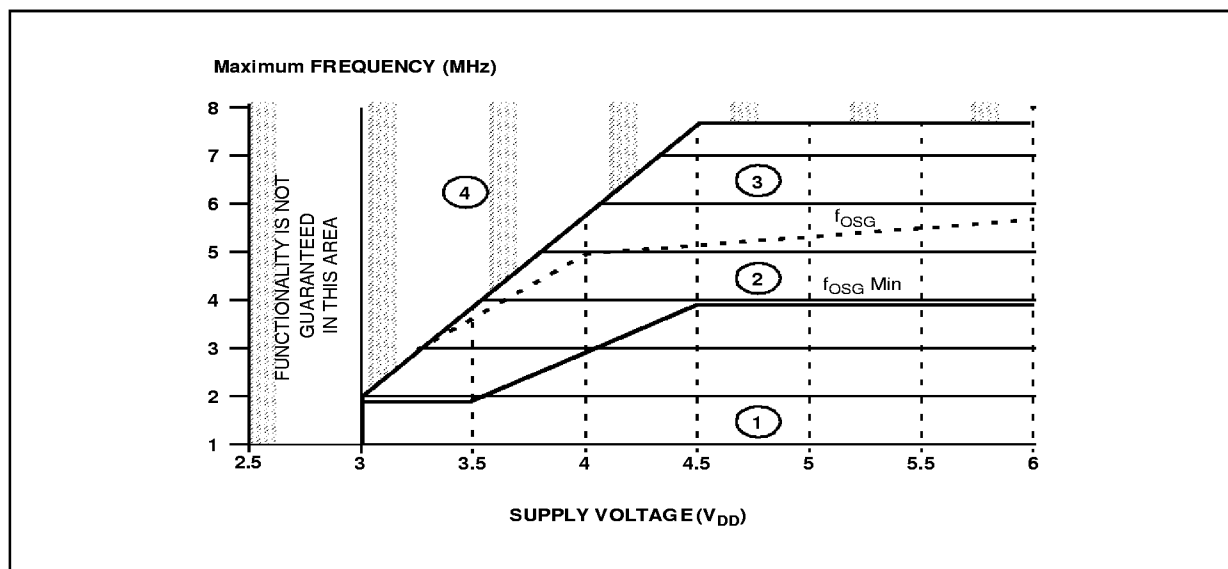 Maximum FREQUENCY (MHz)
8
7
6
5
4
3
2
1
FUNCTIONALITY IS NOT
GUARANTEED
IN THIS AREA
4
3
fOSG
2
fOSG Min
1
2.5
3
3.5
4
4.5
5
5.5
6
SUPPLY VOLTAGE (VDD)